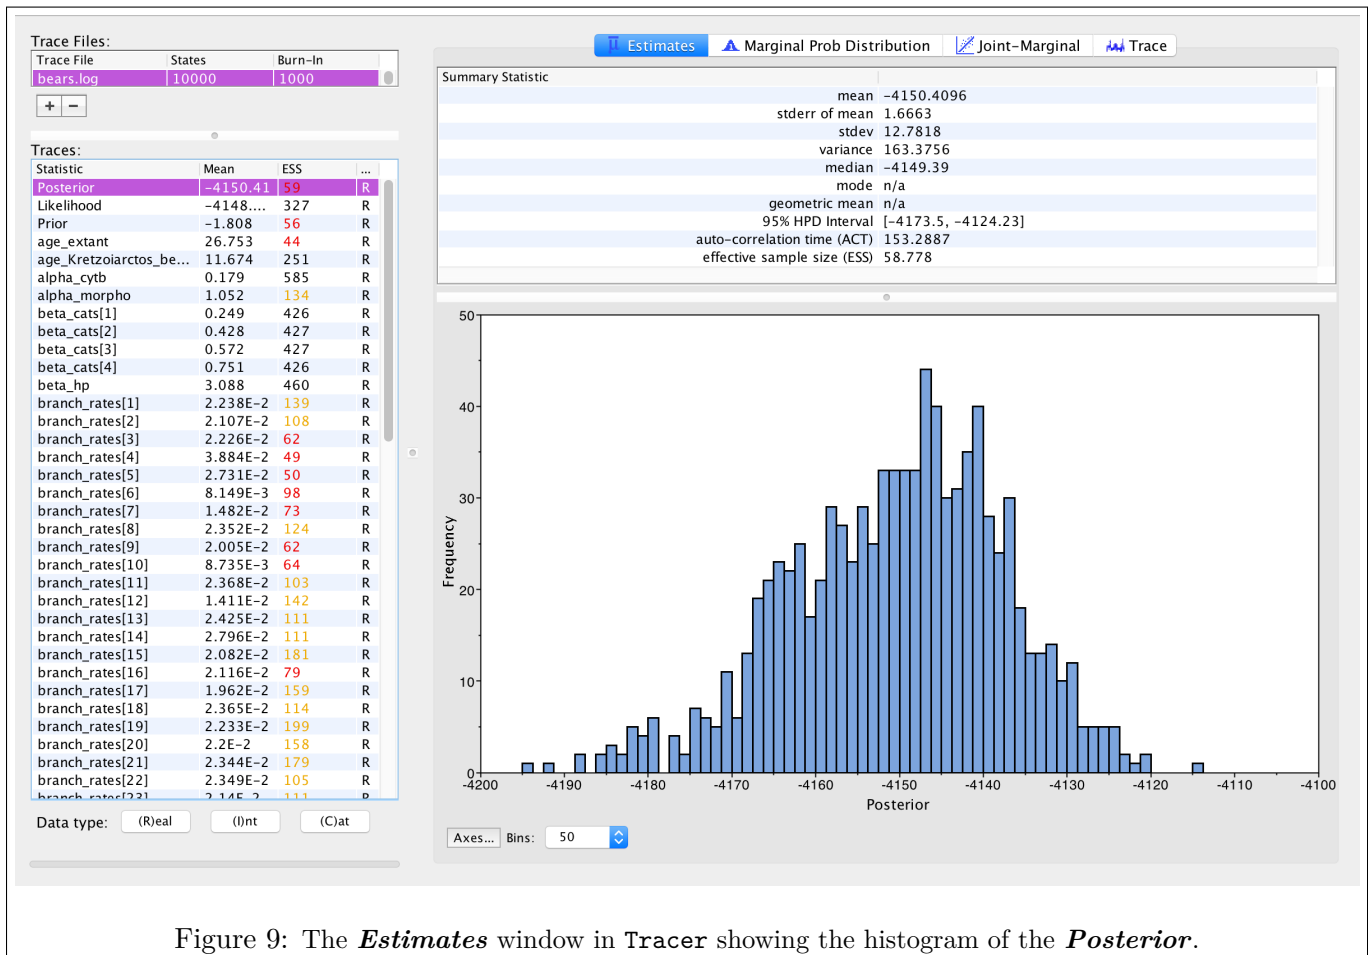 Trace Files:
Trace File States Burn-In
bears.log 10000 1000
+ −
Traces:
Statistic Mean ESS ...
Posterior −4150.41 59 R
Likelihood −4148.... 327 R
Prior −1.808 56 R
age_extant 26.753 44 R
age_Kretzoiarctos_be... 11.674 251 R
alpha_cytb 0.179 585 R
alpha_morpho 1.052 134 R
beta_cats[1] 0.249 426 R
beta_cats[2] 0.428 427 R
beta_cats[3] 0.572 427 R
beta_cats[4] 0.751 426 R
beta_hp 3.088 460 R
branch_rates[1] 2.238E−2 139 R
branch_rates[2] 2.107E−2 108 R
branch_rates[3] 2.226E−2 62 R
branch_rates[4] 3.884E−2 49 R
branch_rates[5] 2.731E−2 50 R
branch_rates[6] 8.149E−3 98 R
branch_rates[7] 1.482E−2 73 R
branch_rates[8] 2.352E−2 124 R
branch_rates[9] 2.005E−2 62 R
branch_rates[10] 8.735E−3 64 R
branch_rates[11] 2.368E−2 103 R
branch_rates[12] 1.411E−2 142 R
branch_rates[13] 2.425E−2 111 R
branch_rates[14] 2.796E−2 111 R
branch_rates[15] 2.082E−2 181 R
branch_rates[16] 2.116E−2 79 R
branch_rates[17] 1.962E−2 159 R
branch_rates[18] 2.365E−2 114 R
branch_rates[19] 2.233E−2 199 R
branch_rates[20] 2.2E−2 158 R
branch_rates[21] 2.344E−2 179 R
branch_rates[22] 2.349E−2 105 R
branch_rates[23] 2.14E−2 111 R
Data type: (R)eal (I)nt (C)at
Estimates Marginal Prob Distribution Joint-Marginal Trace
Summary Statistic
mean −4150.4096
stderr of mean 1.6663
stdev 12.7818
variance 163.3756
median −4149.39
mode n/a
geometric mean n/a
95% HPD Interval [−4173.5, −4124.23]
auto-correlation time (ACT) 153.2887
effective sample size (ESS) 58.778
50
40
30
20
10
0
Frequency
-4200 -4190 -4180 -4170 -4160 -4150 -4140 -4130 -4120 -4110 -4100
Posterior
Axes... Bins: 50
Figure 9: The Estimates window in Tracer showing the histogram of the Posterior.